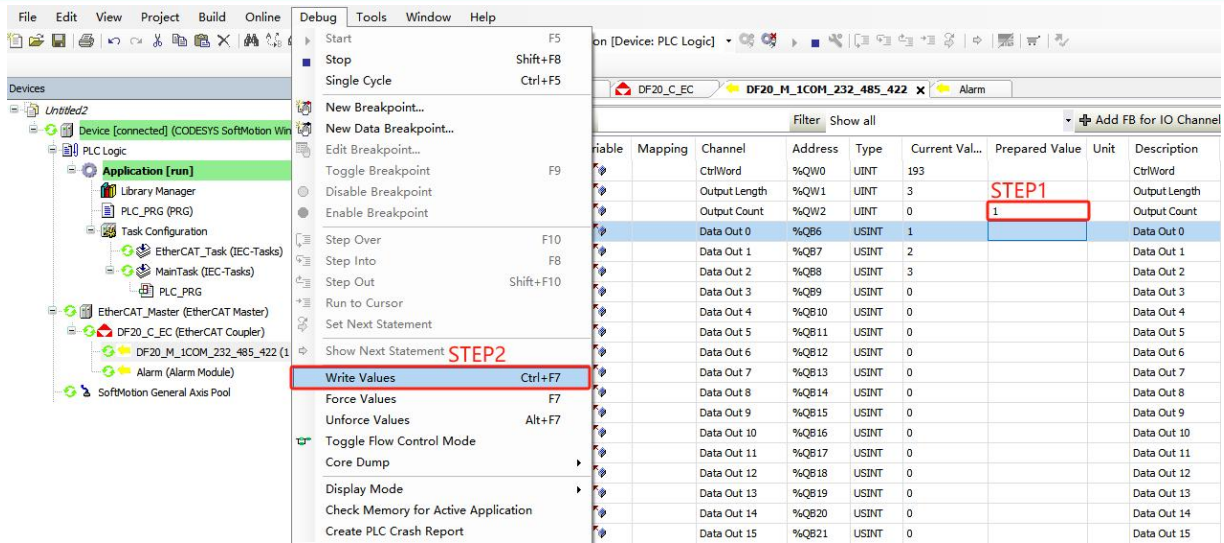 File Edit View Project Build Online Debug Tools Window Help
on [Device: PLC Logic]
Start F5
Stop Shift+F8
Single Cycle Ctrl+F5
New Breakpoint...
New Data Breakpoint...
Edit Breakpoint...
Toggle Breakpoint F9
Disable Breakpoint
Enable Breakpoint
Step Over F10
Step Into F8
Step Out Shift+F10
Run to Cursor
Set Next Statement
Show Next Statement
STEP2
Write Values Ctrl+F7
Force Values F7
Unforce Values Alt+F7
Toggle Flow Control Mode
Core Dump
Display Mode
Check Memory for Active Application
Create PLC Crash Report
Devices
Untitled2
Device [connected] (CODESYS SoftMotion Win
PLC Logic
Application [run]
Library Manager
PLC_PRG (PRG)
Task Configuration
EtherCAT_Task (IEC-Tasks)
MainTask (IEC-Tasks)
PLC_PRG
EtherCAT_Master (EtherCAT Master)
DF20_C_EC (EtherCAT Coupler)
DF20_M_1COM_232_485_422 (1
Alarm (Alarm Module)
SoftMotion General Axis Pool
DF20_C_EC DF20_M_1COM_232_485_422 Alarm
Filter Show all Add FB for IO Channel
riable Mapping Channel Address Type Current Val... Prepared Value Unit Description
CtrlWord %QW0 UINT 193 CtrlWord
STEP1
Output Length %QW1 UINT 3 Output Length
Output Count %QW2 UINT 0 1 Output Count
Data Out 0 %QB6 USINT 1 Data Out 0
Data Out 1 %QB7 USINT 2 Data Out 1
Data Out 2 %QB8 USINT 3 Data Out 2
Data Out 3 %QB9 USINT 0 Data Out 3
Data Out 4 %QB10 USINT 0 Data Out 4
Data Out 5 %QB11 USINT 0 Data Out 5
Data Out 6 %QB12 USINT 0 Data Out 6
Data Out 7 %QB13 USINT 0 Data Out 7
Data Out 8 %QB14 USINT 0 Data Out 8
Data Out 9 %QB15 USINT 0 Data Out 9
Data Out 10 %QB16 USINT 0 Data Out 10
Data Out 11 %QB17 USINT 0 Data Out 11
Data Out 12 %QB18 USINT 0 Data Out 12
Data Out 13 %QB19 USINT 0 Data Out 13
Data Out 14 %QB20 USINT 0 Data Out 14
Data Out 15 %QB21 USINT 0 Data Out 15